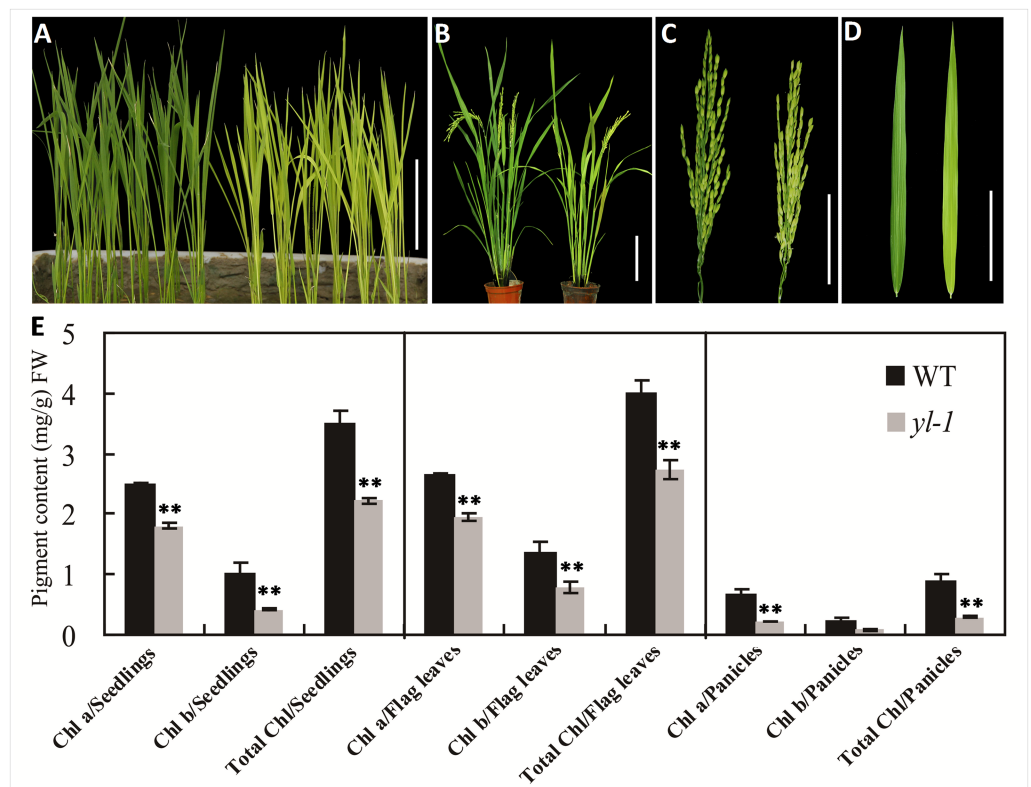 A
B
C
D
E
Pigment content (mg/g) FW
5
4
3
2
1
0
WT
yl-1
**
**
**
**
**
**
**
**
Chl a/Seedlings
Chl b/Seedlings
Total Chl/Seedlings
Chl a/Flag leaves
Chl b/Flag leaves
Total Chl/Flag leaves
Chl a/Panicles
Chl b/Panicles
Total Chl/Panicles